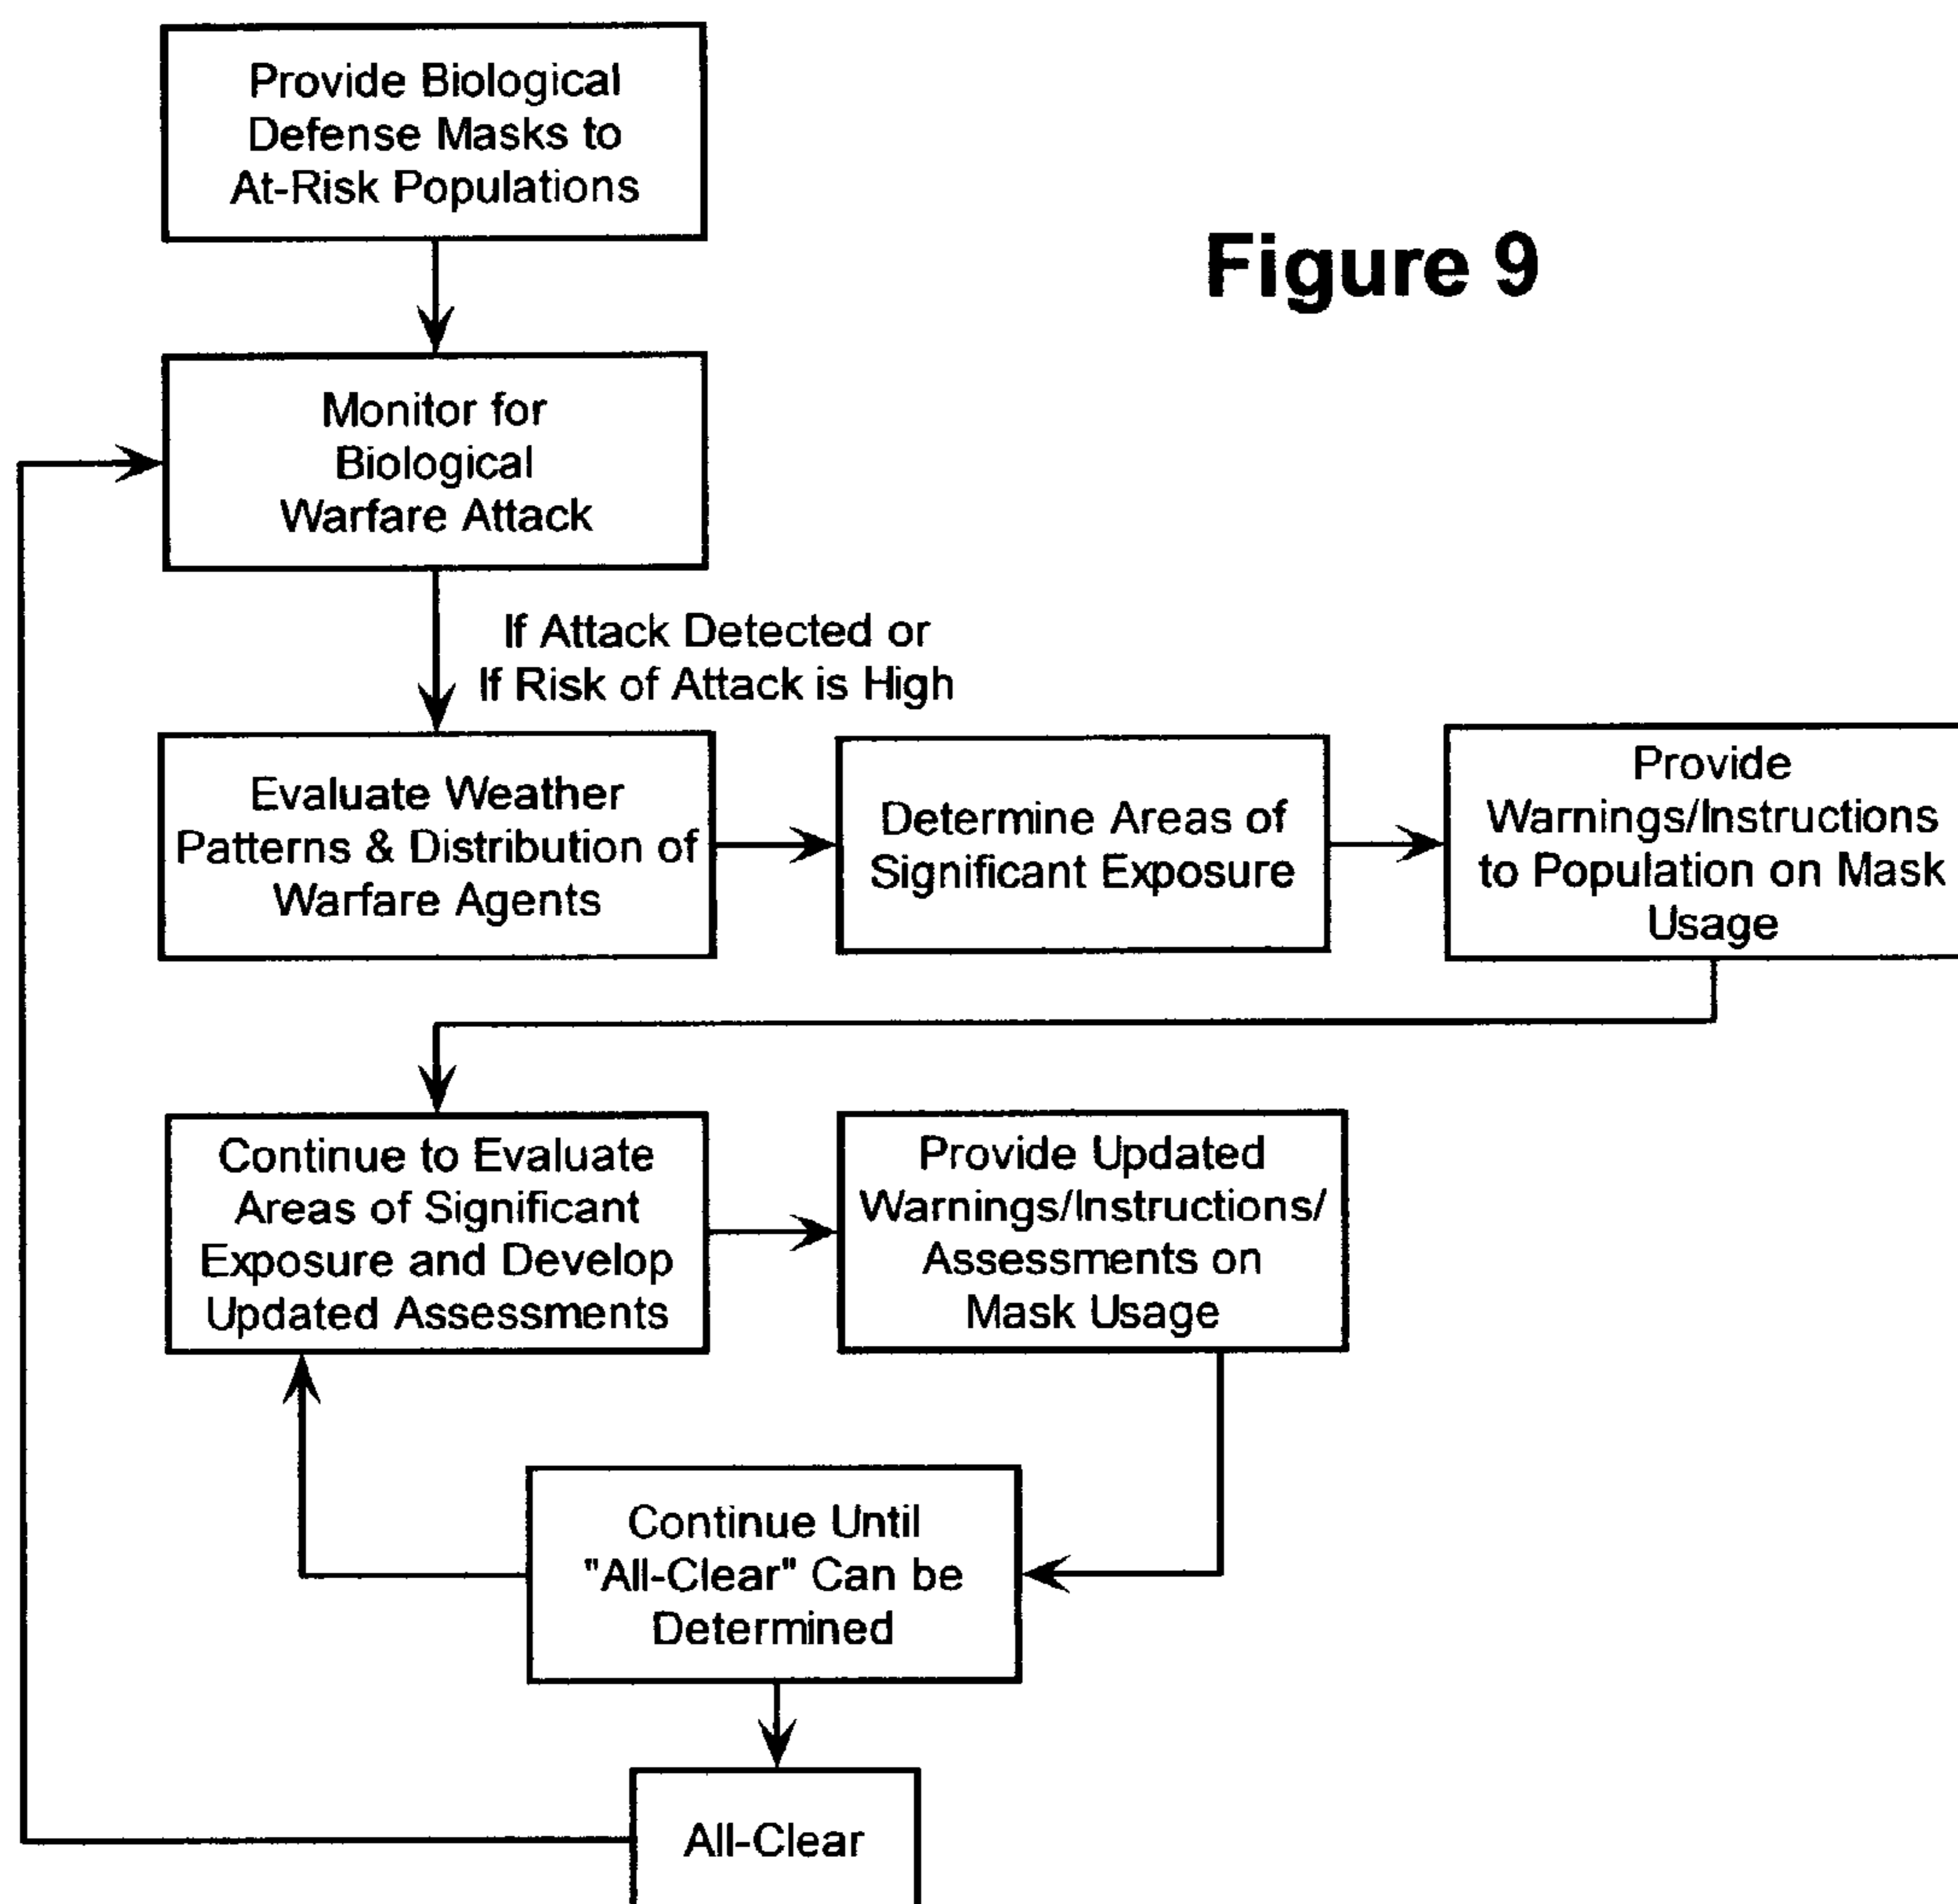 Provide Biological
Defense Masks to
At-Risk Populations
Figure 9
Monitor for
Biological
Warfare Attack
If Attack Detected or
If Risk of Attack is High
Evaluate Weather
Patterns & Distribution of
Warfare Agents
Determine Areas of
Significant Exposure
Provide
Warnings/Instructions
to Population on Mask
Usage
Continue to Evaluate
Areas of Significant
Exposure and Develop
Updated Assessments
Provide Updated
Warnings/Instructions/
Assessments on
Mask Usage
Continue Until
"All-Clear" Can be
Determined
All-Clear